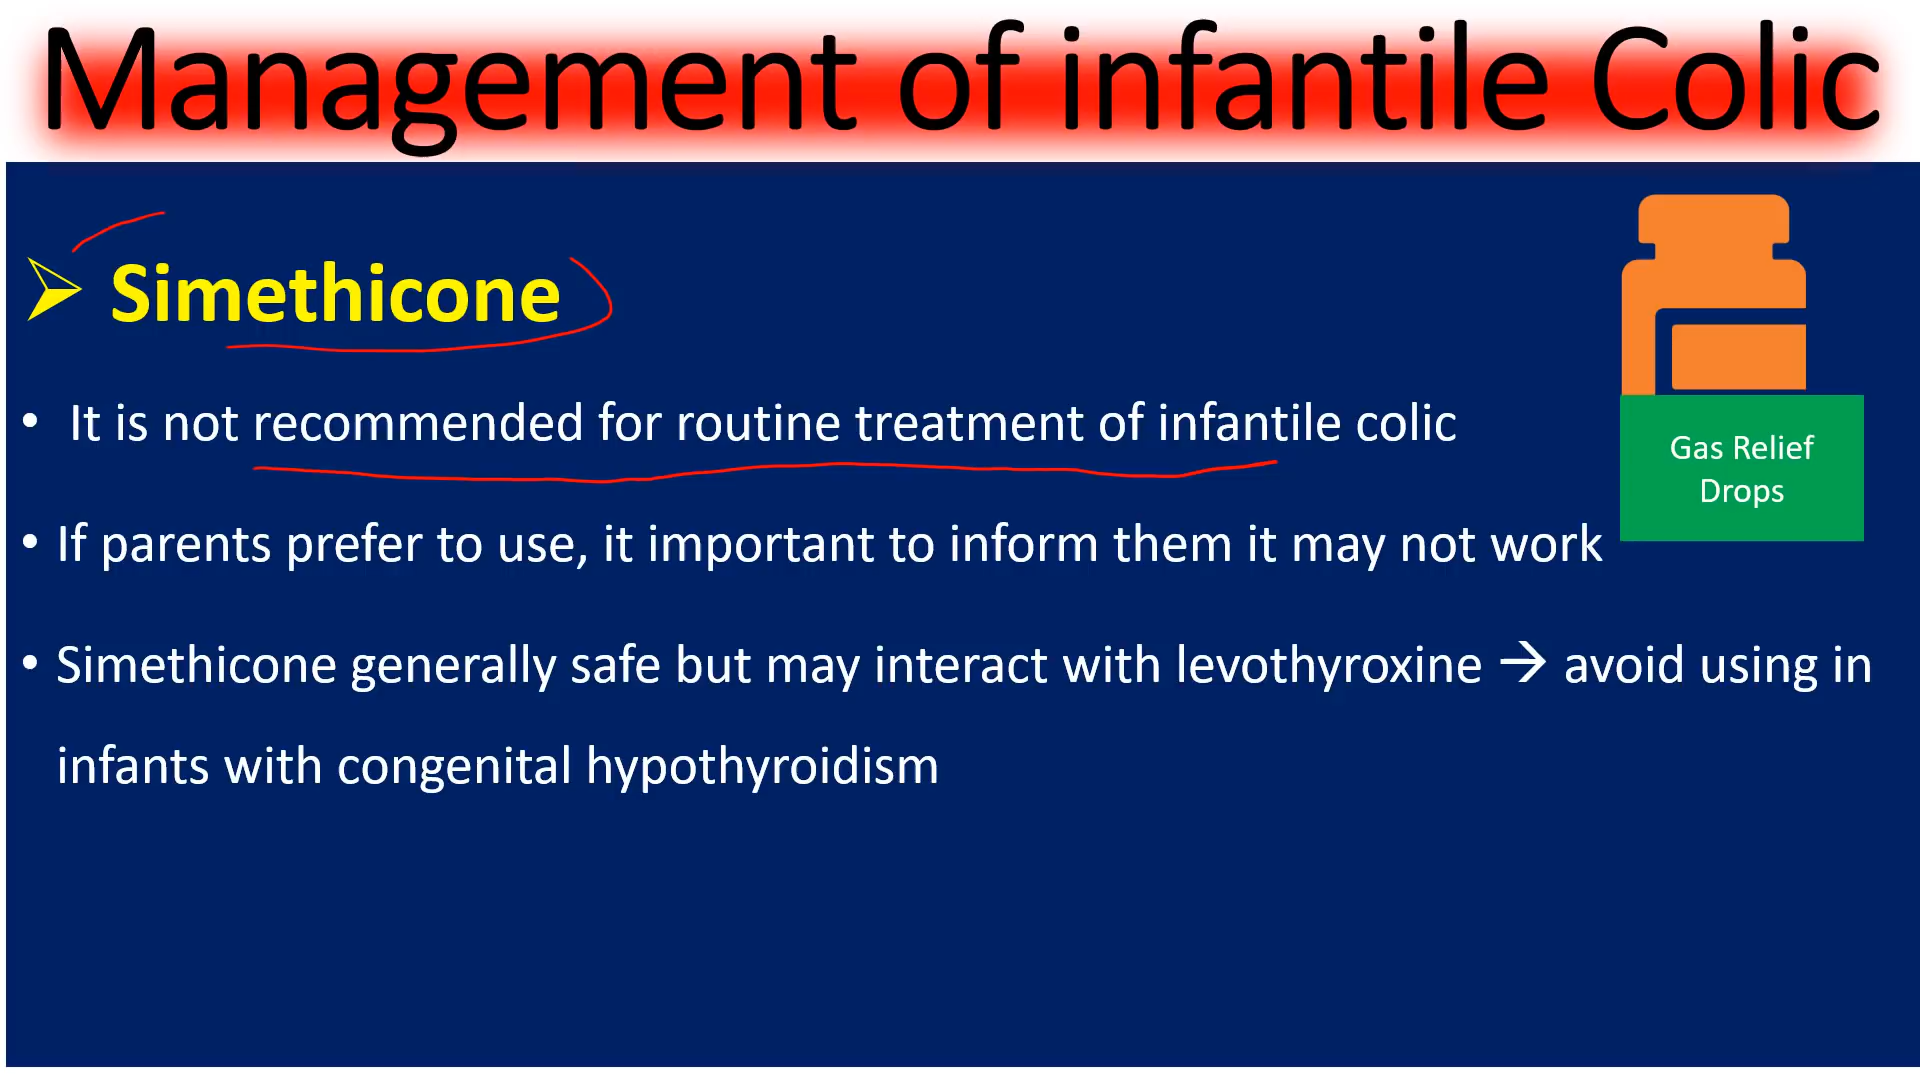 Management of infantile Colic
➢ Simethicone
• It is not recommended for routine treatment of infantile colic
Gas Relief
Drops
• If parents prefer to use, it important to inform them it may not work
• Simethicone generally safe but may interact with levothyroxine → avoid using in
infants with congenital hypothyroidism